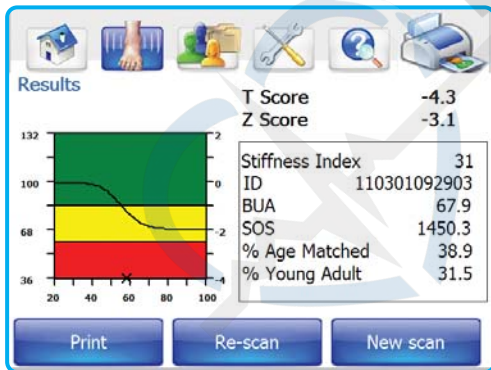 Results
T Score -4.3
Z Score -3.1
132 2
100 0
68 -2
36 -4
20 40 60 80 100
Stiffness Index 31
ID 110301092903
BUA 67.9
SOS 1450.3
% Age Matched 38.9
% Young Adult 31.5
Print Re-scan New scan